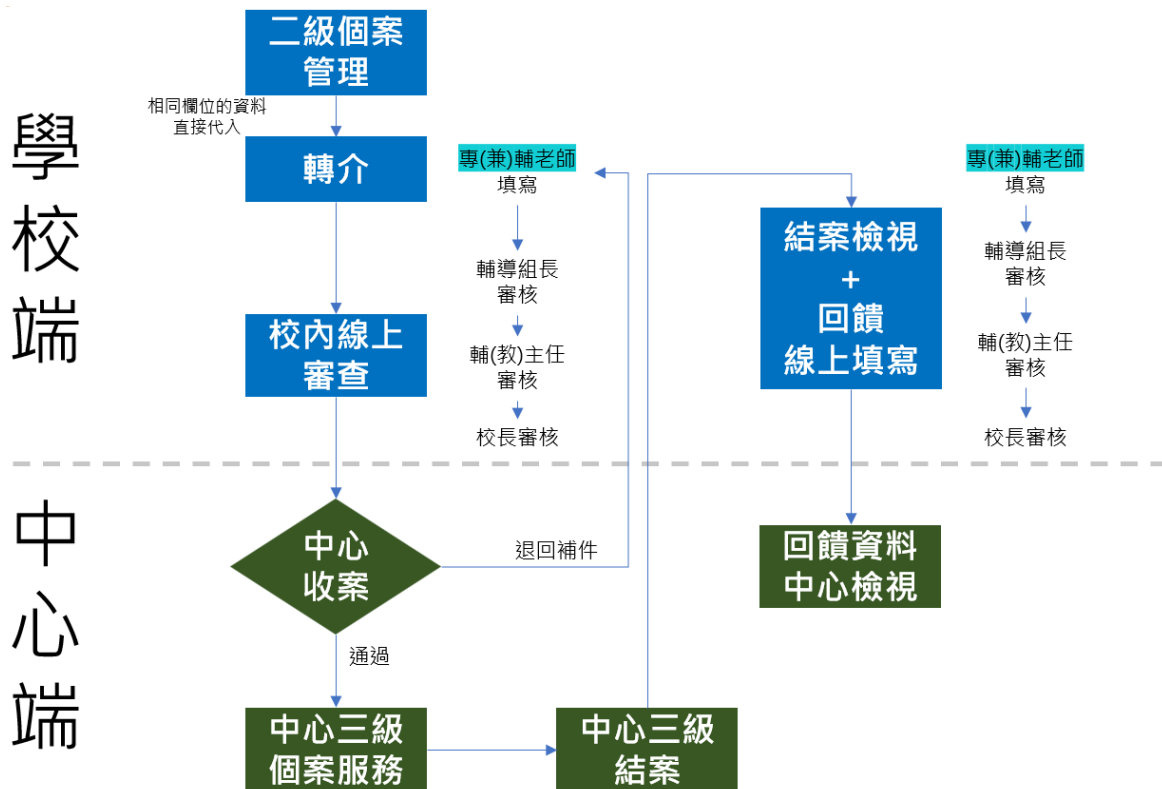 學校端
二級個案
管理
相同欄位的資料
直接代入
轉介
校內線上
審查
專(兼)輔老師
填寫
輔導組長
審核
輔(教)主任
審核
校長審核
結案檢視
+
回饋
線上填寫
專(兼)輔老師
填寫
輔導組長
審核
輔(教)主任
審核
校長審核
中心端
中心
收案
退回補件
通過
中心三級
個案服務
中心三級
結案
回饋資料
中心檢視